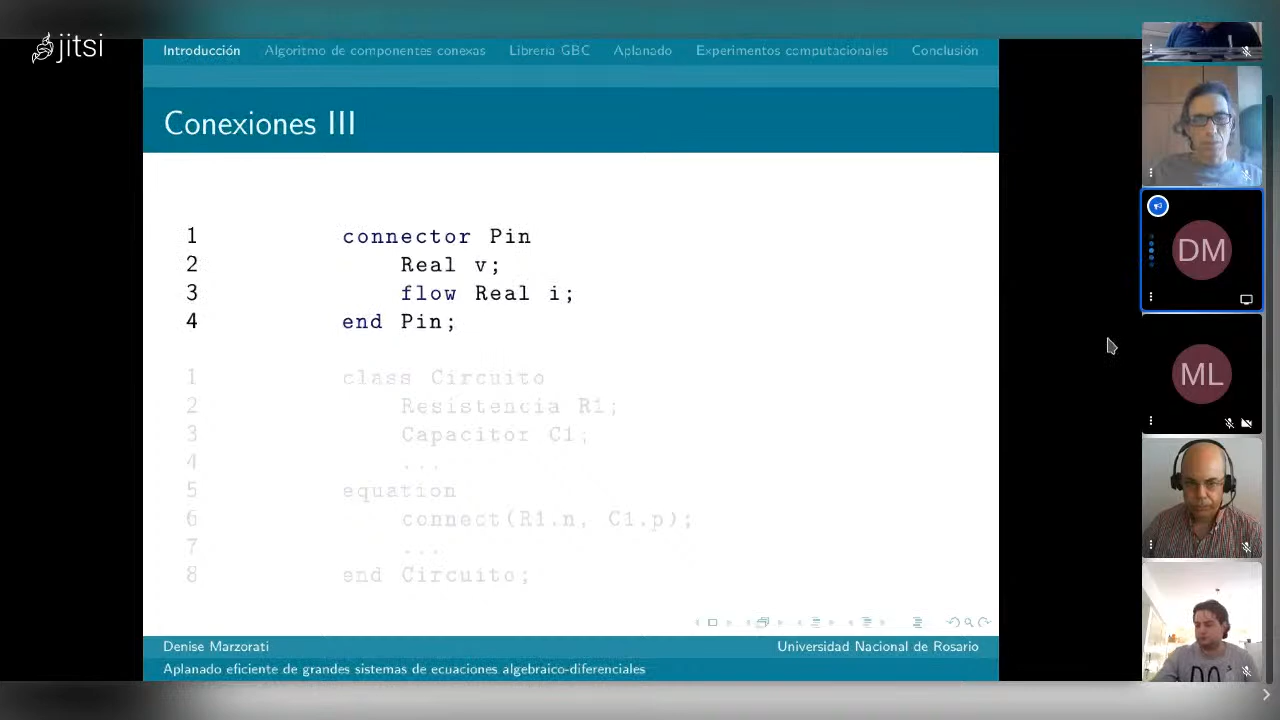 jitsi
Introducción Algoritmo de componentes conexas Libreria GBC Aplanado Experimentos computacionales Conclusión
Conexiones III
1 connector Pin
2 Real v;
3 flow Real i;
4 end Pin;
1 class Circuito
2 Resistencia R1;
3 Capacitor C1;
4 ...
5 equation
6 connect(R1.n, C1.p);
7 ...
8 end Circuito;
Denise Marzorati Universidad Nacional de Rosario
Aplanado eficiente de grandes sistemas de ecuaciones algebraico-diferenciales
DM
ML